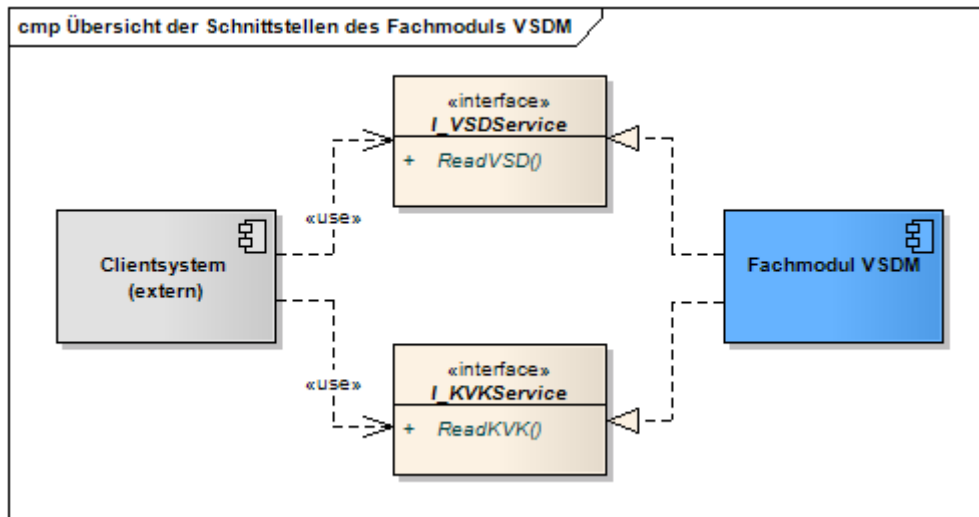 cmp Übersicht der Schnittstellen des Fachmoduls VSDM
«interface»
I_VSDService
+ ReadVSD()
«use»
Clientsystem
(extern)
Fachmodul VSDM
«use»
«interface»
I_KVKService
+ ReadKVK()